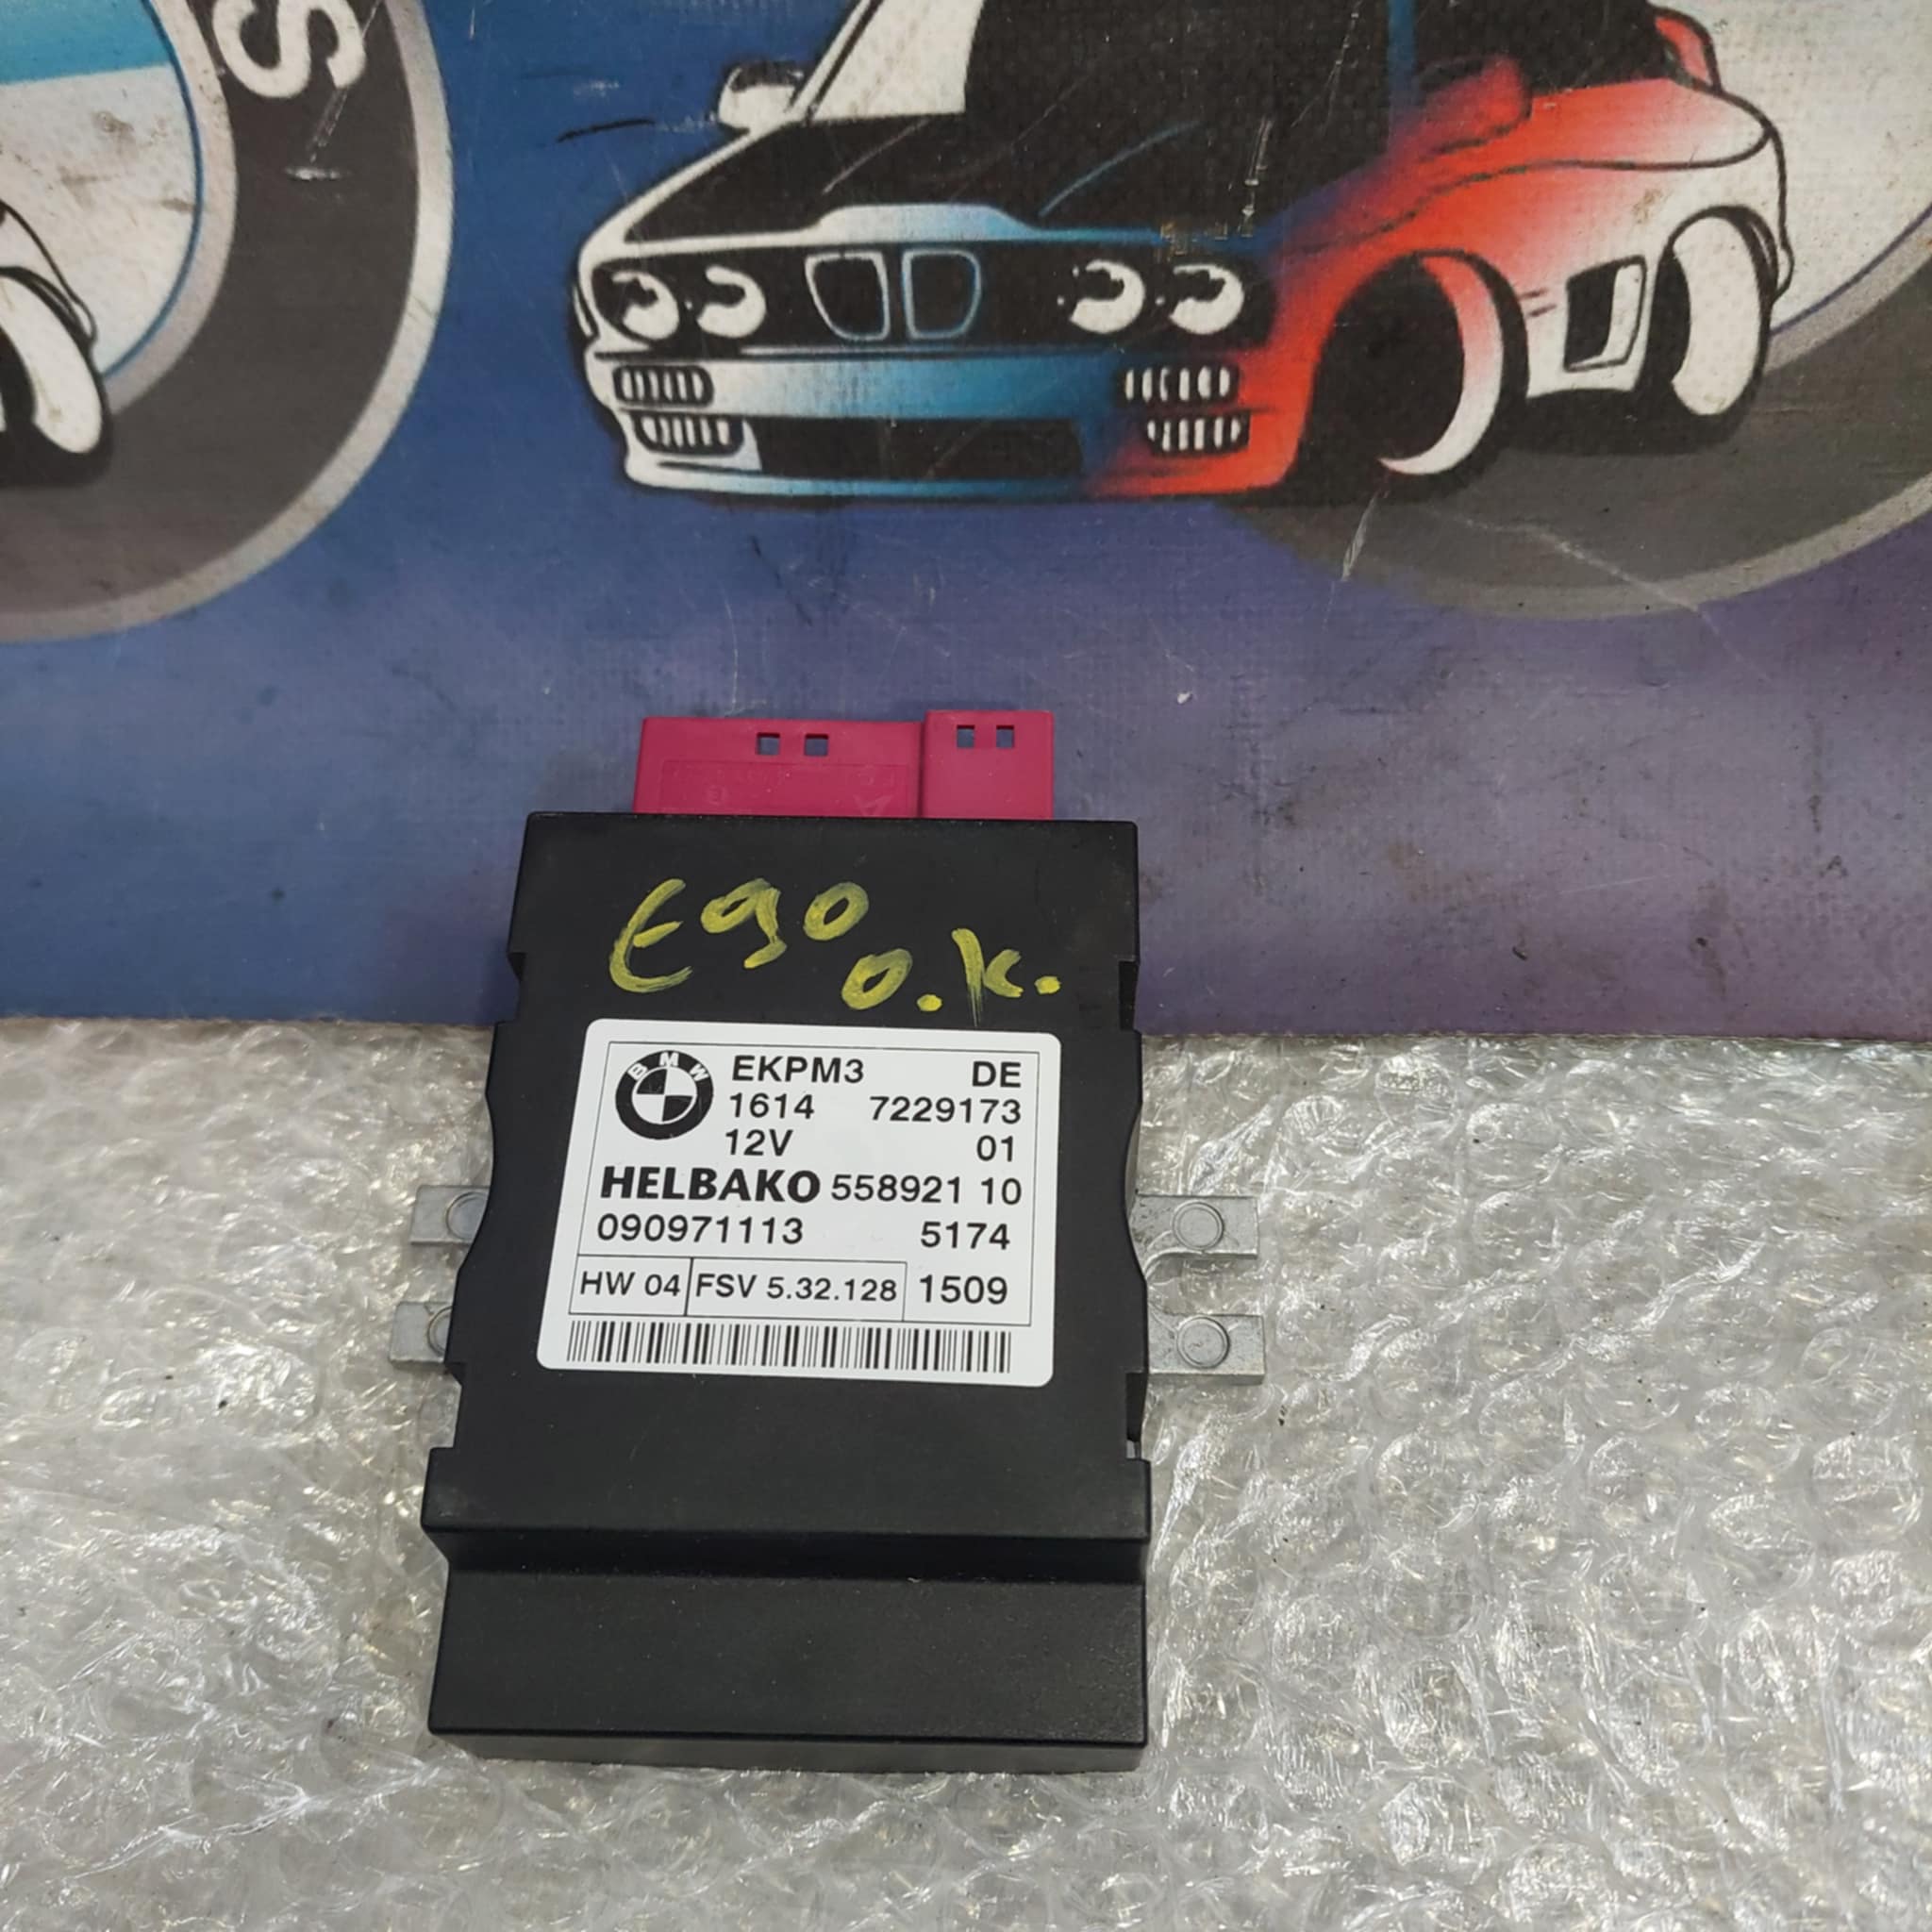 S
E90
O.K.
BMW
EKPM3 DE
1614 7229173
12V 01
HELBAKO 558921 10
090971113 5174
HW 04 FSV 5.32.128 1509